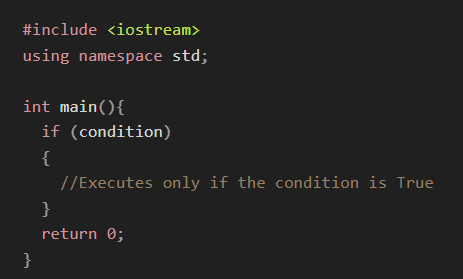 #include <iostream>
using namespace std;
int main(){
if (condition)
{
//Executes only if the condition is True
}
return 0;
}